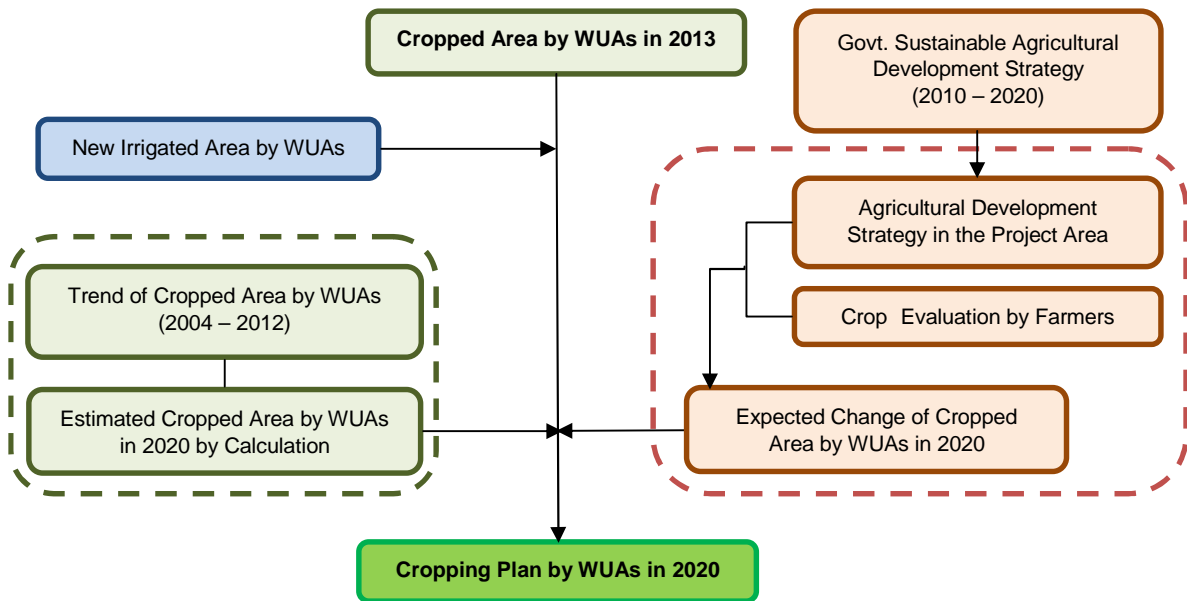 Cropped Area by WUAs in 2013
Govt. Sustainable Agricultural
Development Strategy
(2010 – 2020)
New Irrigated Area by WUAs
Agricultural Development
Strategy in the Project Area
Trend of Cropped Area by WUAs
(2004 – 2012)
Crop Evaluation by Farmers
Estimated Cropped Area by WUAs
in 2020 by Calculation
Expected Change of Cropped
Area by WUAs in 2020
Cropping Plan by WUAs in 2020